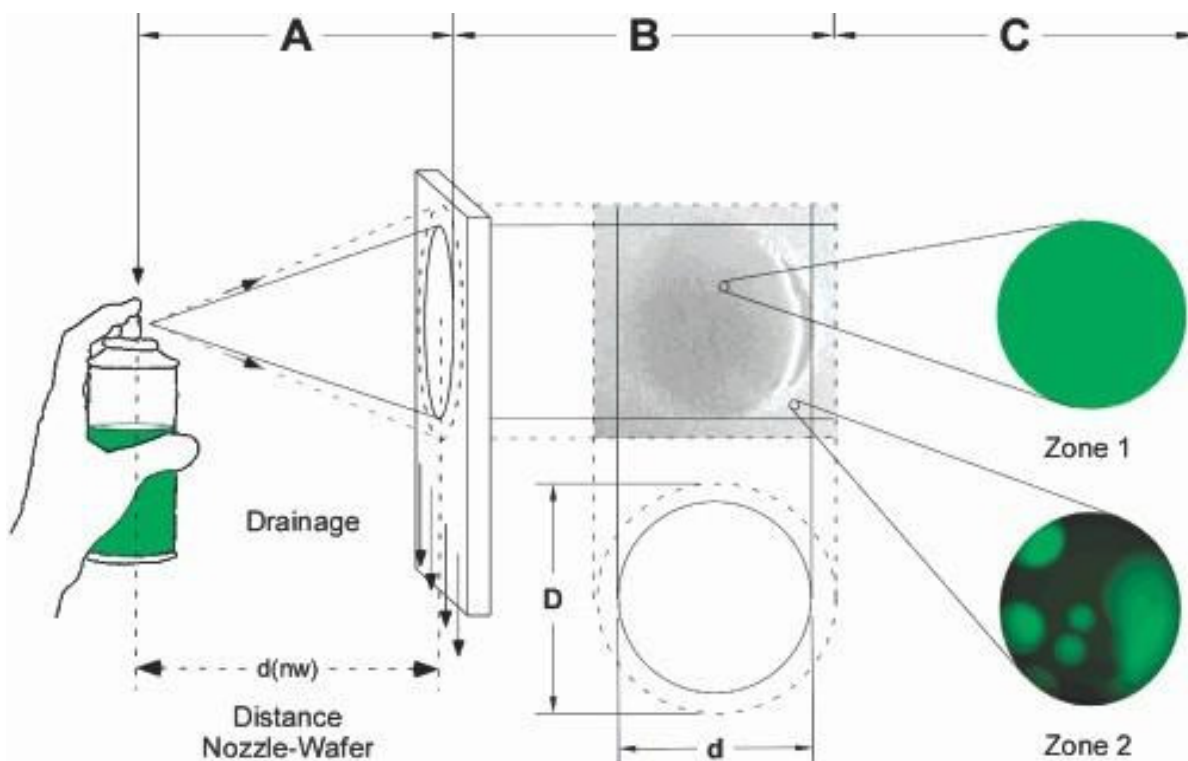 A
B
C
Zone 1
Drainage
D
d(nw)
Distance
Nozzle-Wafer
d
Zone 2